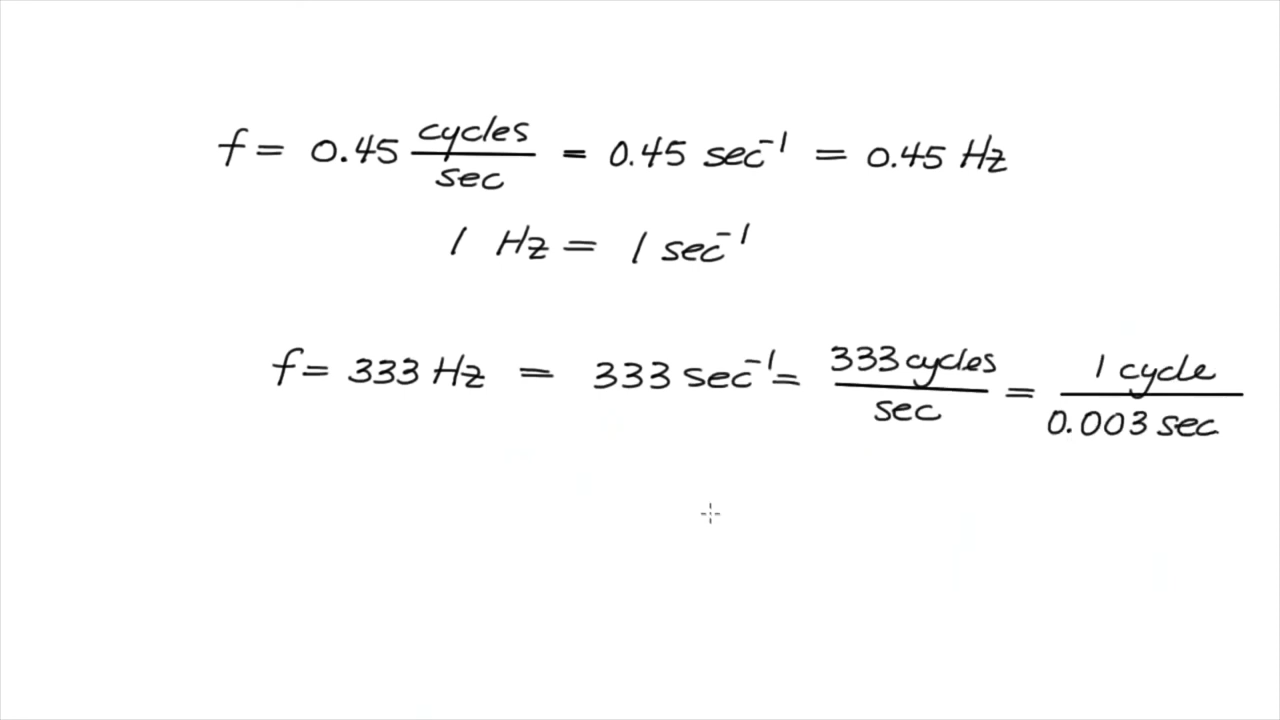 f = 0.45 cycles/sec = 0.45 sec⁻¹ = 0.45 Hz
1 Hz = 1 sec⁻¹
f = 333 Hz = 333 sec⁻¹ = 333 cycles/sec = 1 cycle/0.003 sec